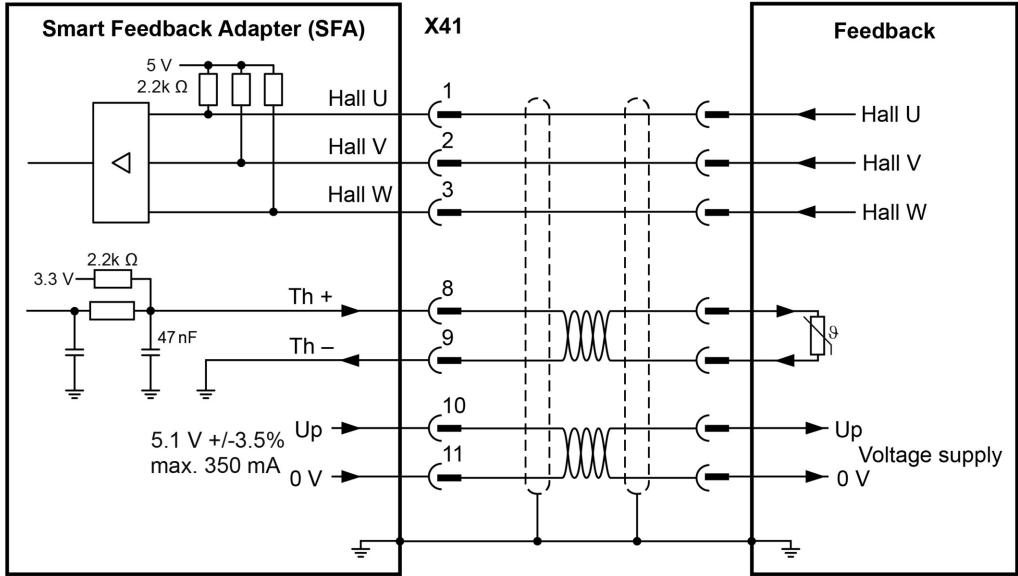 Smart Feedback Adapter (SFA)
X41
Feedback
5 V
2.2k Ω
Hall U
1
Hall U
Hall V
2
Hall V
Hall W
3
Hall W
2.2k Ω
3.3 V
Th +
8
47nF
Th –
9
ϑ
10
Up
Up
5.1 V +/-3.5%
max. 350 mA
11
Voltage supply
0 V
0 V